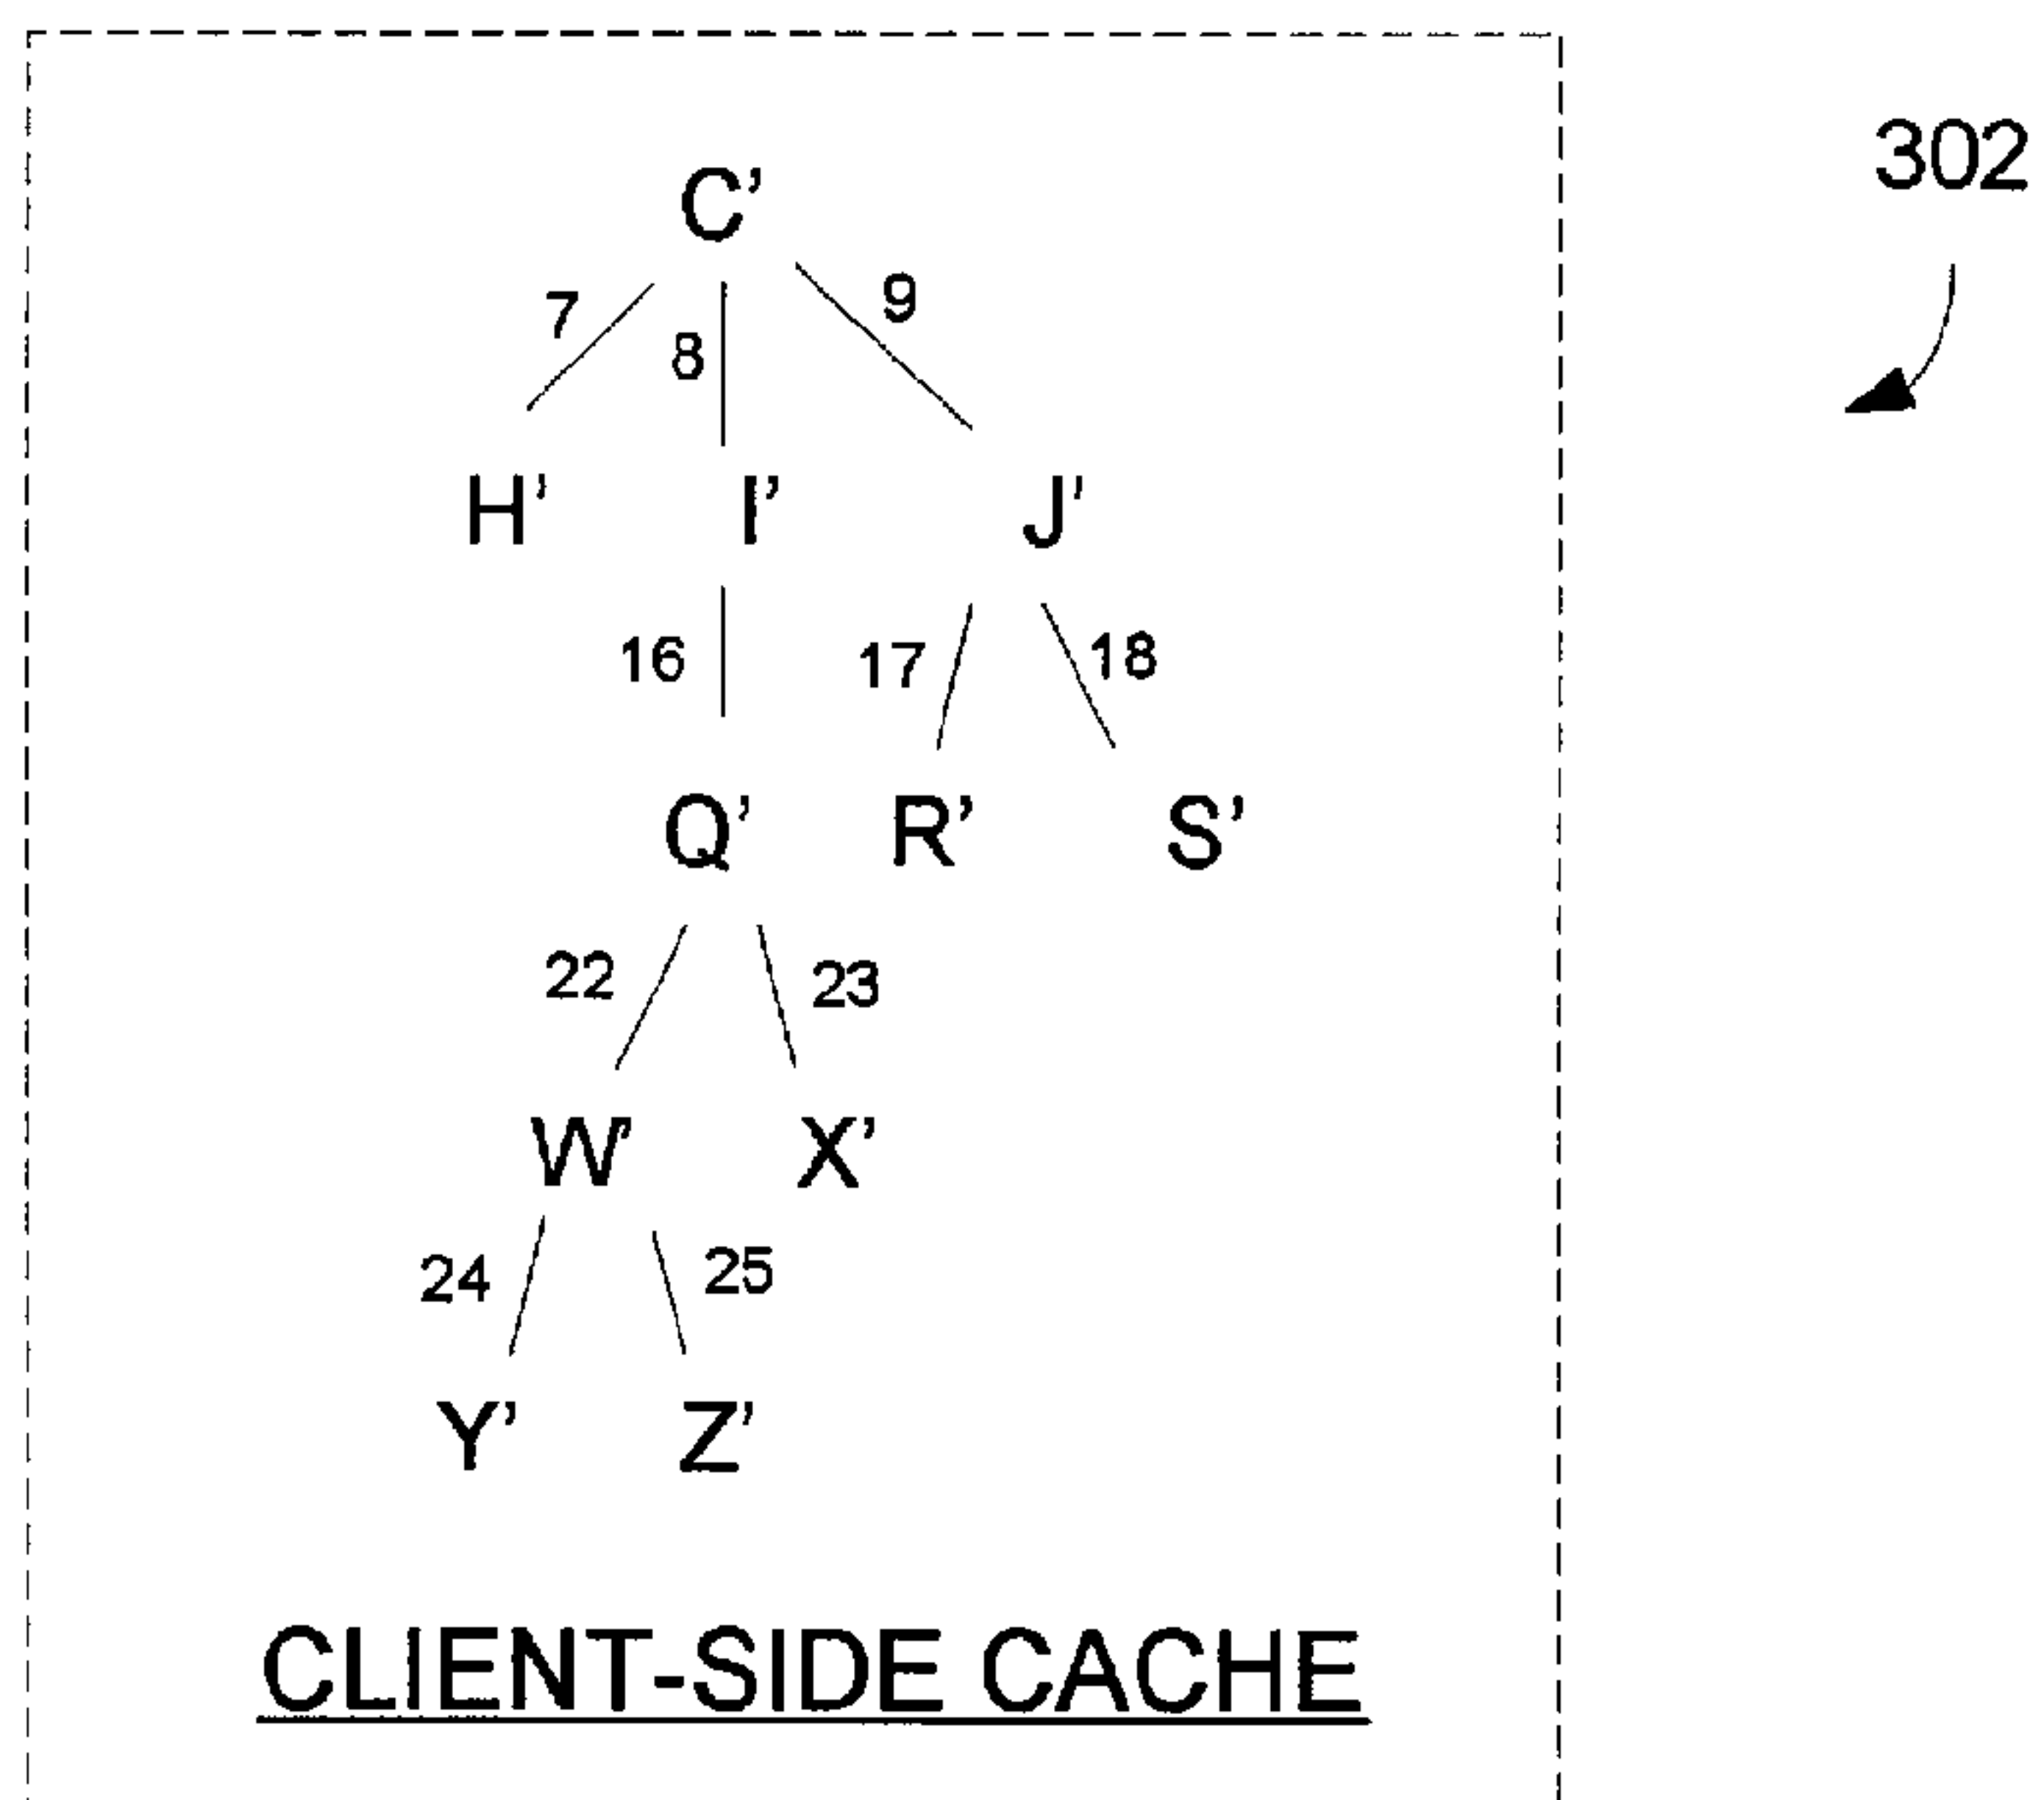 302
C'
7 8 9
H' I' J'
16 17 18
Q' R' S'
22 23
W' X'
24 25
Y' Z'
CLIENT-SIDE CACHE